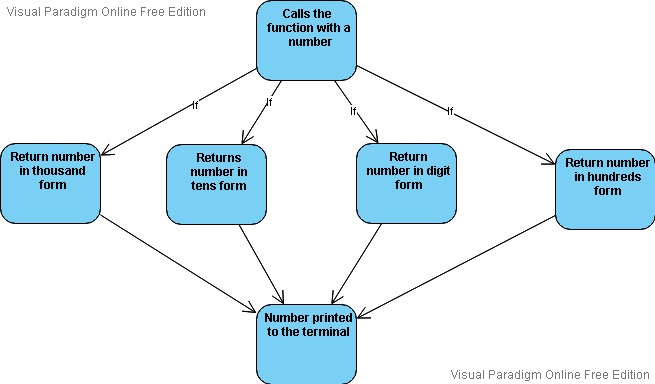 Visual Paradigm Online Free Edition
Calls the
function with a
number
If
If
If
If
Return number
in thousand
form
Returns
number in
tens form
Return
number in digit
form
Return number
in hundreds
form
Number printed
to the terminal
Visual Paradigm Online Free Edition